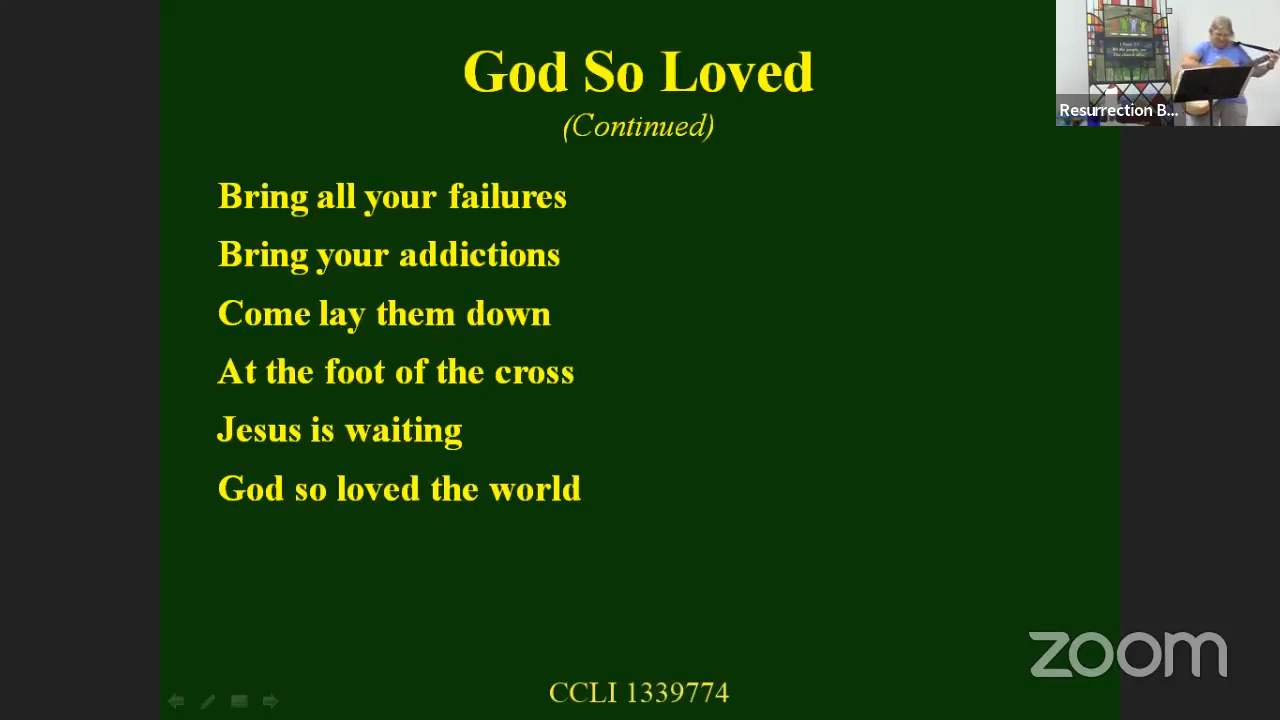 God So Loved
(Continued)
Bring all your failures
Bring your addictions
Come lay them down
At the foot of the cross
Jesus is waiting
God so loved the world
CCLI 1339774
Resurrection B...
zoom